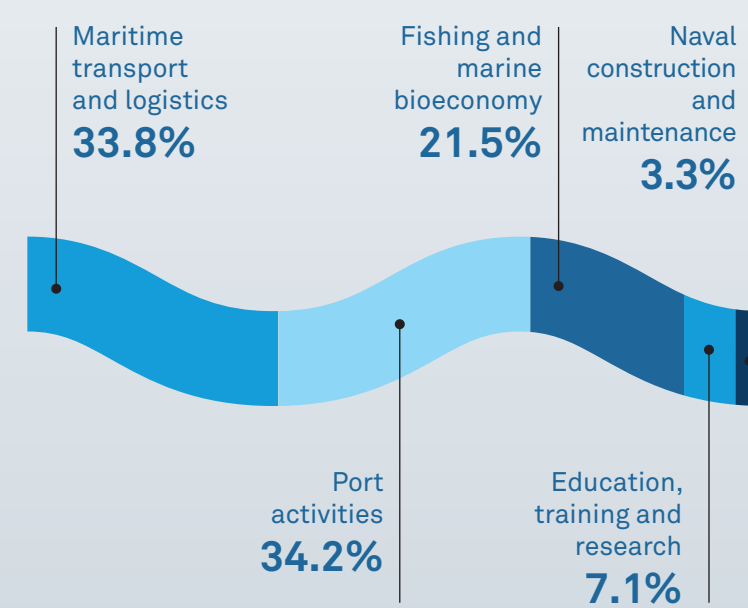 Maritime
transport
and logistics
33.8%
Fishing and
marine
bioeconomy
21.5%
Naval
construction
and
maintenance
3.3%
Port
activities
34.2%
Education,
training and
research
7.1%